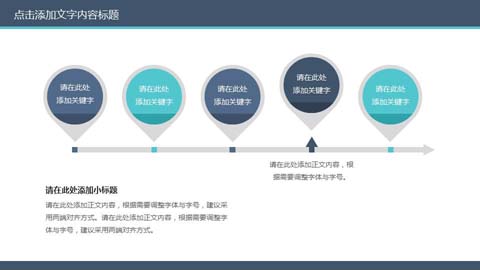 点击添加文字内容标题
请在此处
添加关键字
请在此处
添加关键字
请在此处
添加关键字
请在此处
添加关键字
请在此处
添加关键字
请在此处添加正文内容，根
据需要调整字体与字号。
请在此处添加小标题
请在此处添加正文内容，根据需要调整字体与字号，建议采
用两端对齐方式。请在此处添加正文内容，根据需要调整字
体与字号，建议采用两端对齐方式。